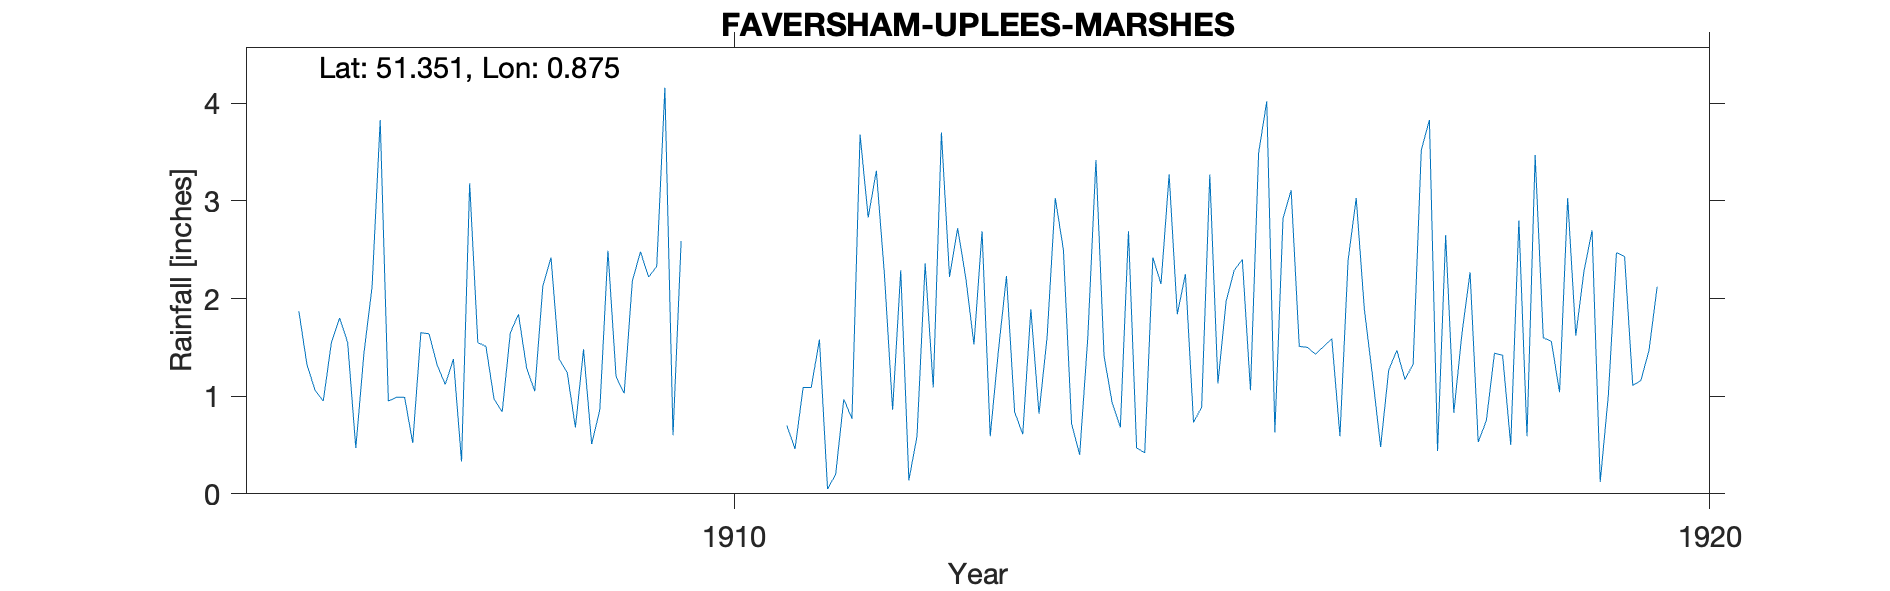 FAVERSHAM-UPLEES-MARSHES
Lat: 51.351, Lon: 0.875
Rainfall [inches]
4
3
2
1
0
1910
1920
Year